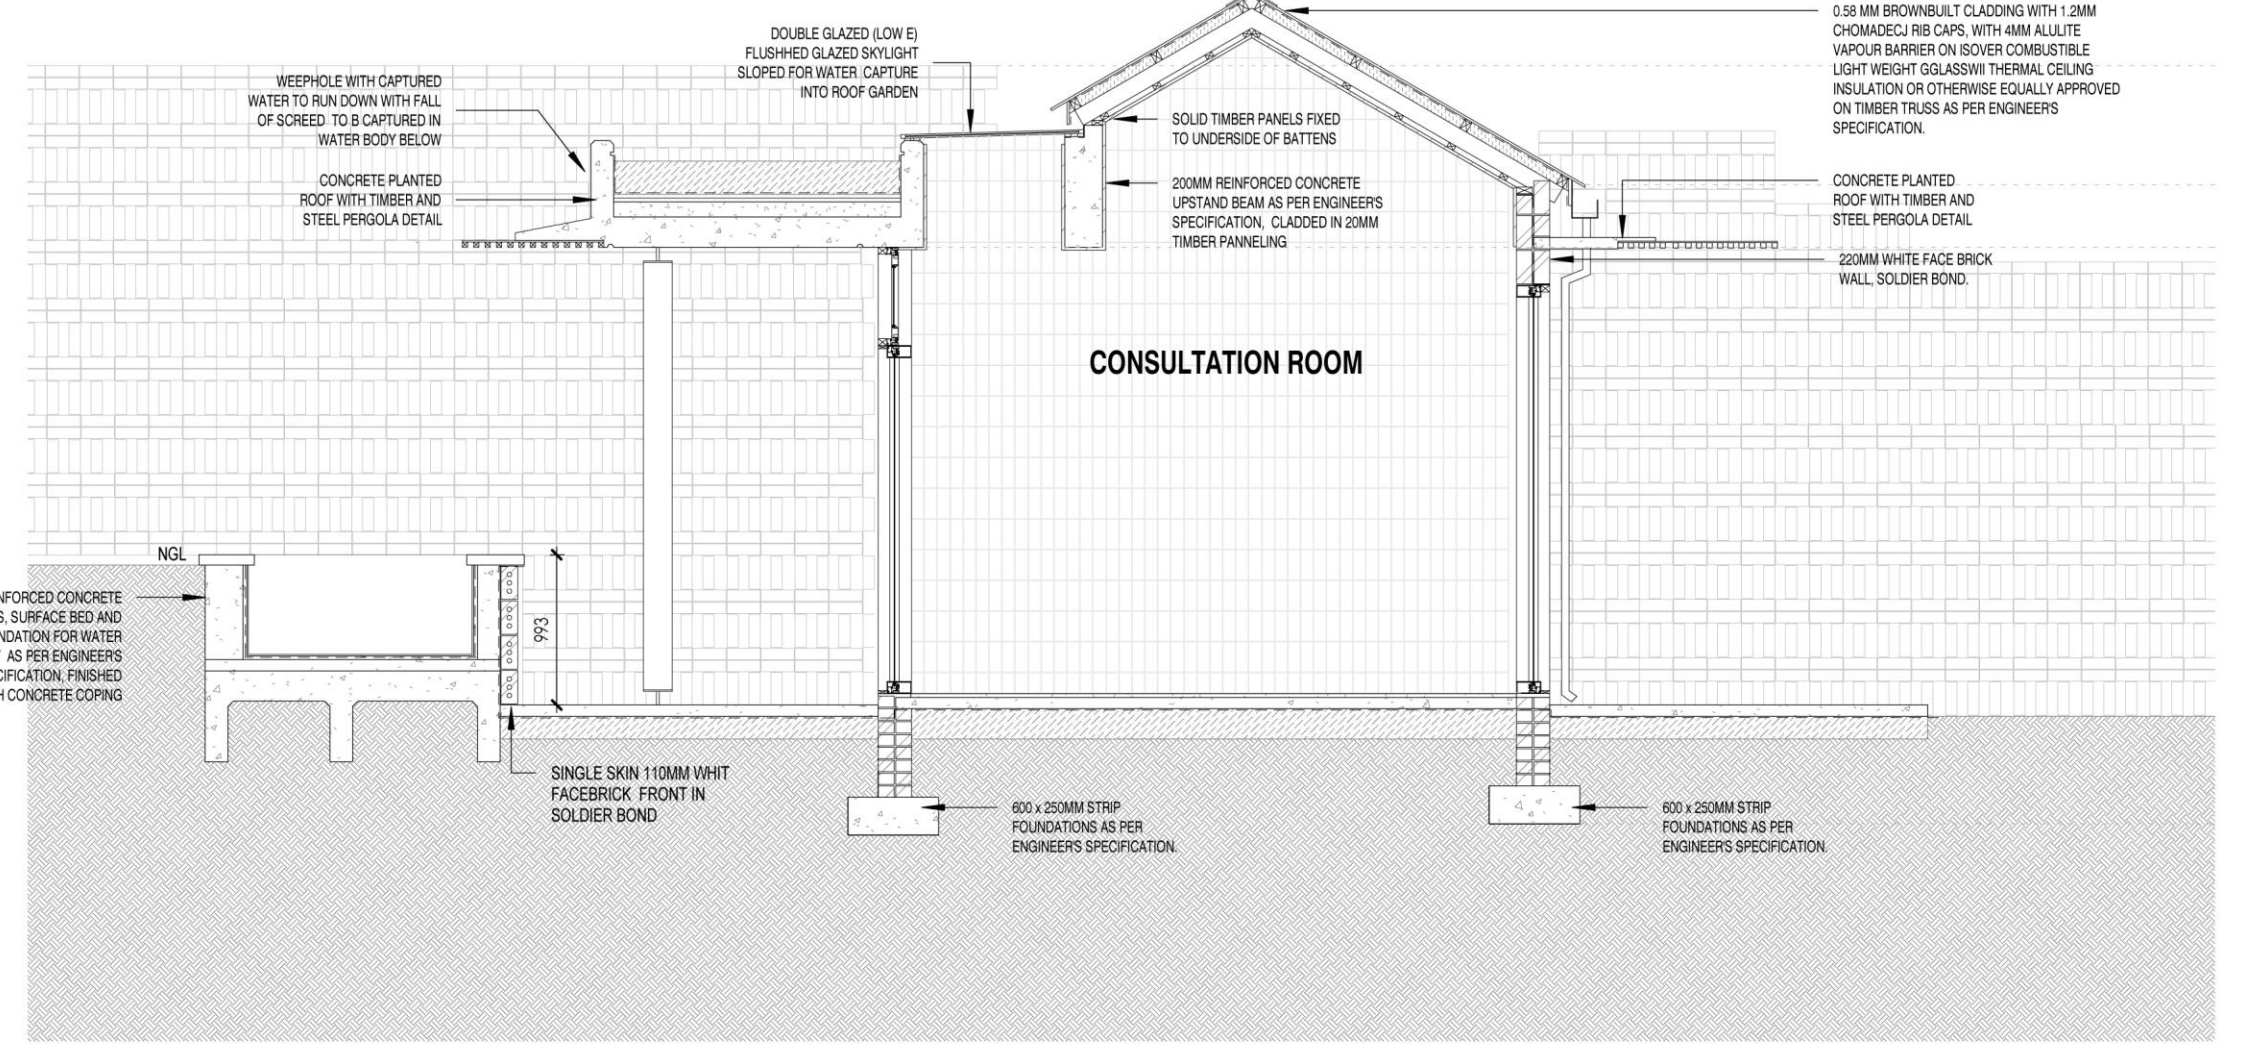 DOUBLE GLAZED (LOW E)
FLUSHHED GLAZED SKYLIGHT
SLOPED FOR WATER CAPTURE
INTO ROOF GARDEN
WEEPHOLE WITH CAPTURED
WATER TO RUN DOWN WITH FALL
OF SCREED TO B CAPTURED IN
WATER BODY BELOW
CONCRETE PLANTED
ROOF WITH TIMBER AND
STEEL PERGOLA DETAIL
SOLID TIMBER PANELS FIXED
TO UNDERSIDE OF BATTENS
200MM REINFORCED CONCRETE
UPSTAND BEAM AS PER ENGINEER'S
SPECIFICATION, CLADDED IN 20MM
TIMBER PANNELING
0.58 MM BROWNBUILT CLADDING WITH 1.2MM
CHOMADECJ RIB CAPS, WITH 4MM ALULITE
VAPOUR BARRIER ON ISOVER COMBUSTIBLE
LIGHT WEIGHT GGLASSWII THERMAL CEILING
INSULATION OR OTHERWISE EQUALLY APPROVED
ON TIMBER TRUSS AS PER ENGINEER'S
SPECIFICATION.
CONCRETE PLANTED
ROOF WITH TIMBER AND
STEEL PERGOLA DETAIL
220MM WHITE FACE BRICK
WALL, SOLDIER BOND.
CONSULTATION ROOM
NGL
NFORCED CONCRETE
S, SURFACE BED AND
NDATION FOR WATER
AS PER ENGINEER'S
CIFICATION, FINISHED
H CONCRETE COPING
993
SINGLE SKIN 110MM WHIT
FACEBRICK FRONT IN
SOLDIER BOND
600 x 250MM STRIP
FOUNDATIONS AS PER
ENGINEER'S SPECIFICATION.
600 x 250MM STRIP
FOUNDATIONS AS PER
ENGINEER'S SPECIFICATION.